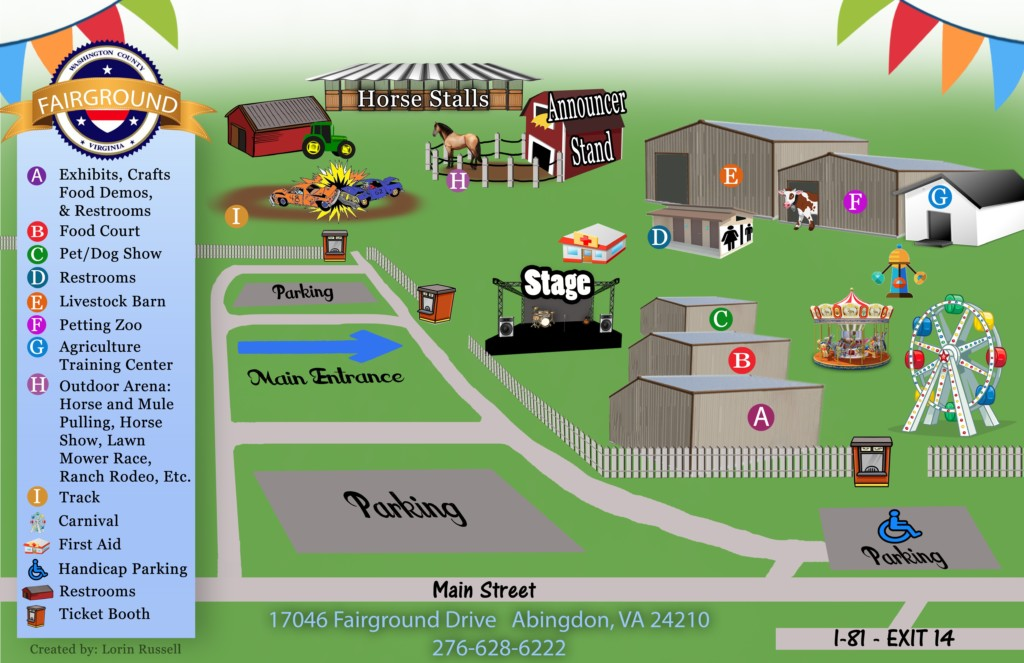 WASHINGTON COUNTY
FAIRGROUND
VIRGINIA
A Exhibits, Crafts
Food Demos,
& Restrooms
B Food Court
C Pet/Dog Show
D Restrooms
E Livestock Barn
F Petting Zoo
G Agriculture
Training Center
H Outdoor Arena:
Horse and Mule
Pulling, Horse
Show, Lawn
Mower Race,
Ranch Rodeo, Etc.
I Track
Carnival
First Aid
Handicap Parking
Restrooms
Ticket Booth
Created by: Lorin Russell
Horse Stalls
Announcer
Stand
H
I
E
F
G
D
Stage
C
B
A
Parking
Main Entrance
Parking
Parking
Main Street
17046 Fairground Drive Abingdon, VA 24210
276-628-6222
I-81 - EXIT 14